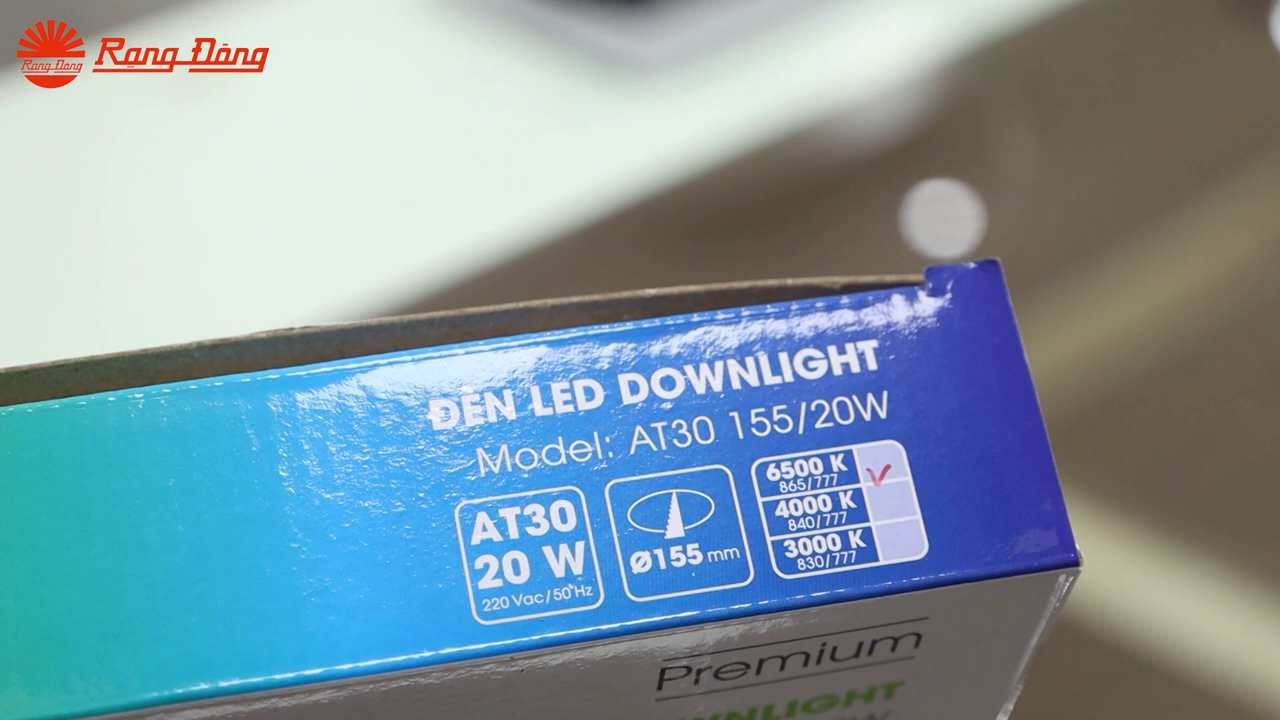 Rạng Đông
Rạng Đông
ĐÈN LED DOWNLIGHT
Model: AT30 155/20W
AT30
20 W
220 Vac/50 Hz
Ø155 mm
6500 K
865/777
4000 K
840/777
3000 K
830/777
Premium
WNLIGHT